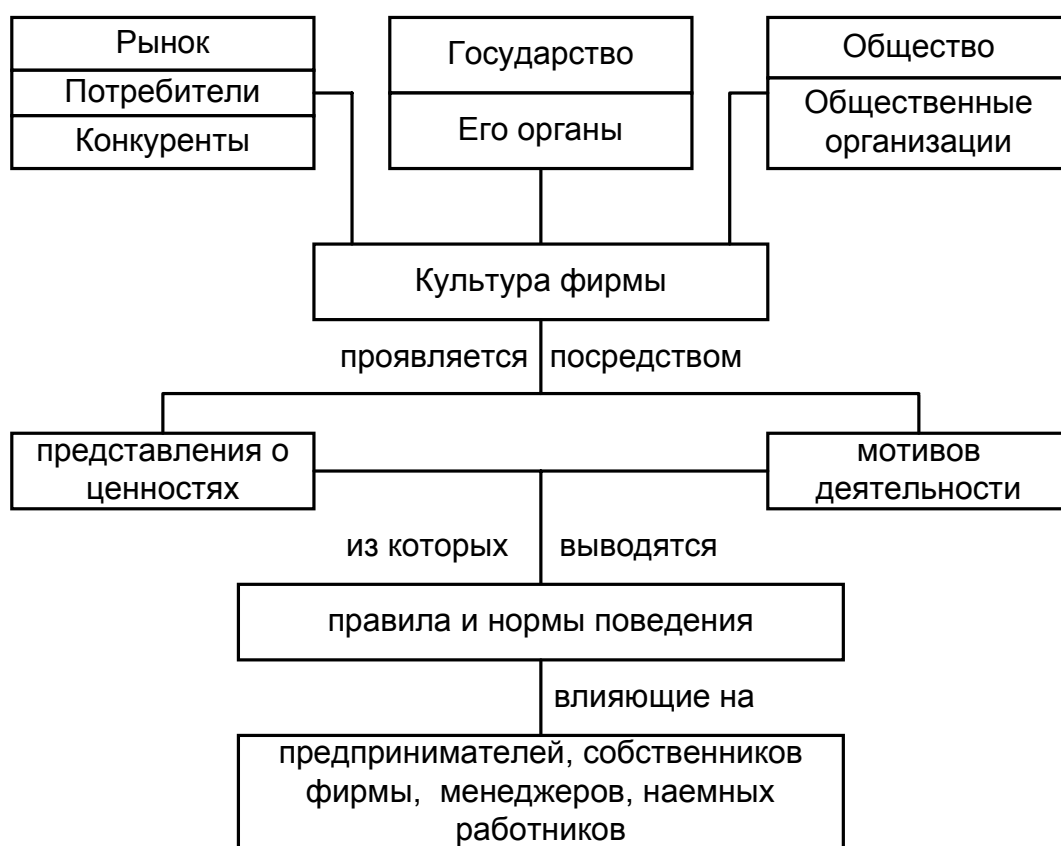 Рынок
Потребители
Конкуренты
Государство
Его органы
Общество
Общественные
организации
Культура фирмы
проявляется посредством
представления о
ценностях
мотивов
деятельности
из которых выводятся
правила и нормы поведения
влияющие на
предпринимателей, собственников
фирмы, менеджеров, наемных
работников